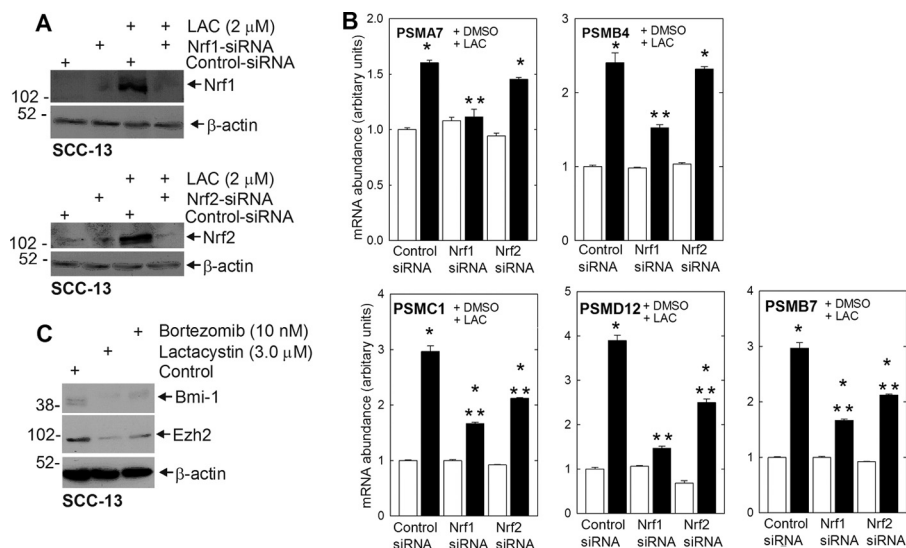 A
+ + LAC (2 μM)
+ + Nrf1-siRNA
+ + Control-siRNA
Nrf1
102 -
52 -
β-actin
SCC-13
+ + LAC (2 μM)
+ + Nrf2-siRNA
+ + Control-siRNA
Nrf2
102 -
52 -
β-actin
SCC-13
C
+ Bortezomib (10 nM)
+ Lactacystin (3.0 μM)
+ Control
Bmi-1
38-
102-
Ezh2
52-
β-actin
SCC-13
B
mRNA abundance (arbitary units)
PSMA7 + DMSO
+ LAC
2.0
1.5
1.0
0.5
0.0
* ** *
Control siRNA
Nrf1 siRNA
Nrf2 siRNA
PSMB4 + DMSO
+ LAC
4
3
2
1
0
* ** *
Control siRNA
Nrf1 siRNA
Nrf2 siRNA
mRNA abundance (arbitary units)
PSMC1 + DMSO
+ LAC
4
3
2
1
0
* * ** * **
Control siRNA
Nrf1 siRNA
Nrf2 siRNA
PSMD12 + DMSO
+ LAC
5
4
3
2
1
0
* ** * **
Control siRNA
Nrf1 siRNA
Nrf2 siRNA
PSMB7 + DMSO
+ LAC
4
3
2
1
0
* * ** * **
Control siRNA
Nrf1 siRNA
Nrf2 siRNA